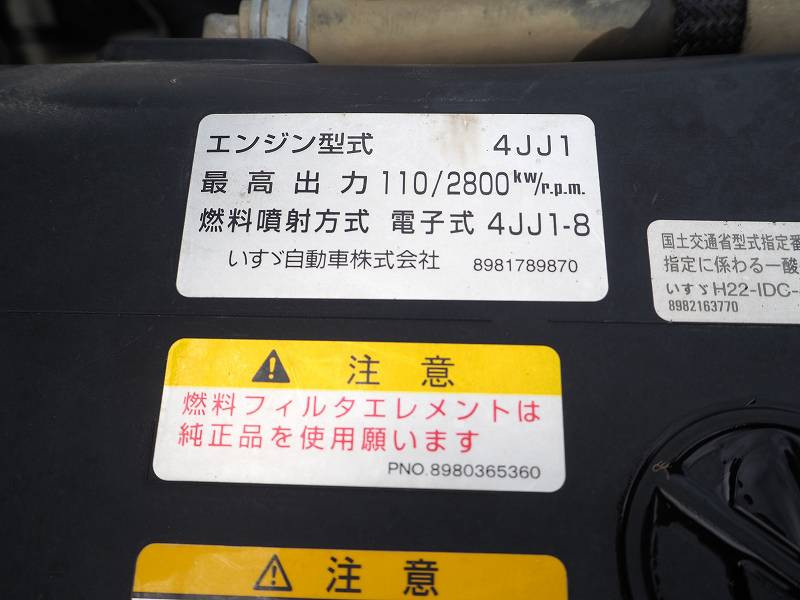 エンジン型式 4JJ1
最高出力 110/2800kw/r.p.m.
燃料噴射方式 電子式 4JJ1-8
いすゞ自動車株式会社 8981789870
国土交通省型式指定番
指定に係わる一酸
いすゞH22-IDC-
8982163770
注意
燃料フィルタエレメントは
純正品を使用願います
PNO.8980365360
注意